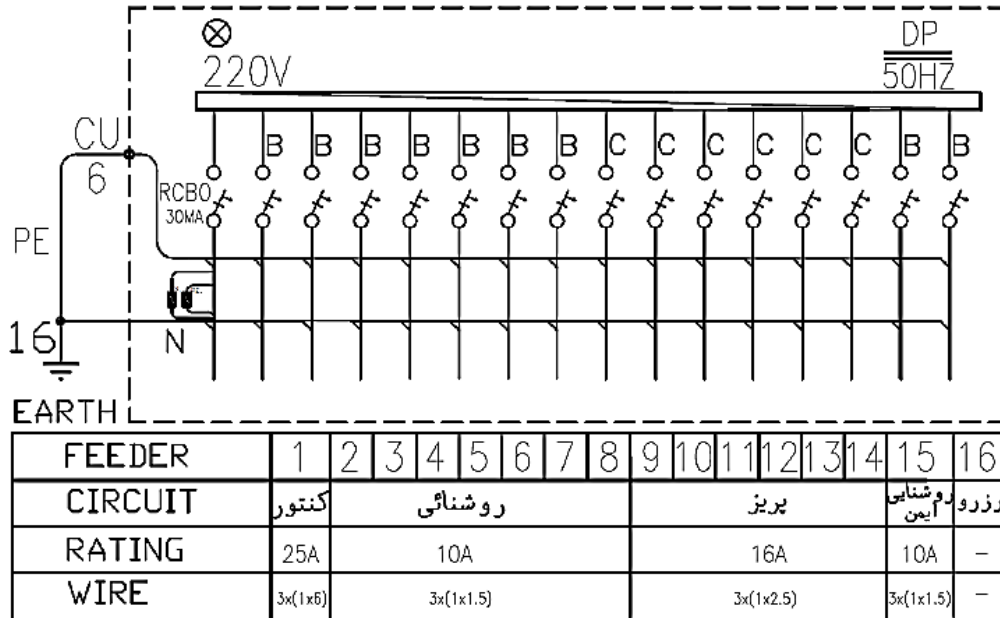 DP
220V 50HZ
CU
6
B B B B B B B C C C C C C B B
RCBO
30MA
PE
16
N
EARTH
FEEDER 1 2 3 4 5 6 7 8 9 10 11 12 13 14 15 16
CIRCUIT کنتور روشنائی پریز روشنایی ایمن رزرو
RATING 25A 10A 16A 10A -
WIRE 3x(1x6) 3x(1x1.5) 3x(1x2.5) 3x(1x1.5) -